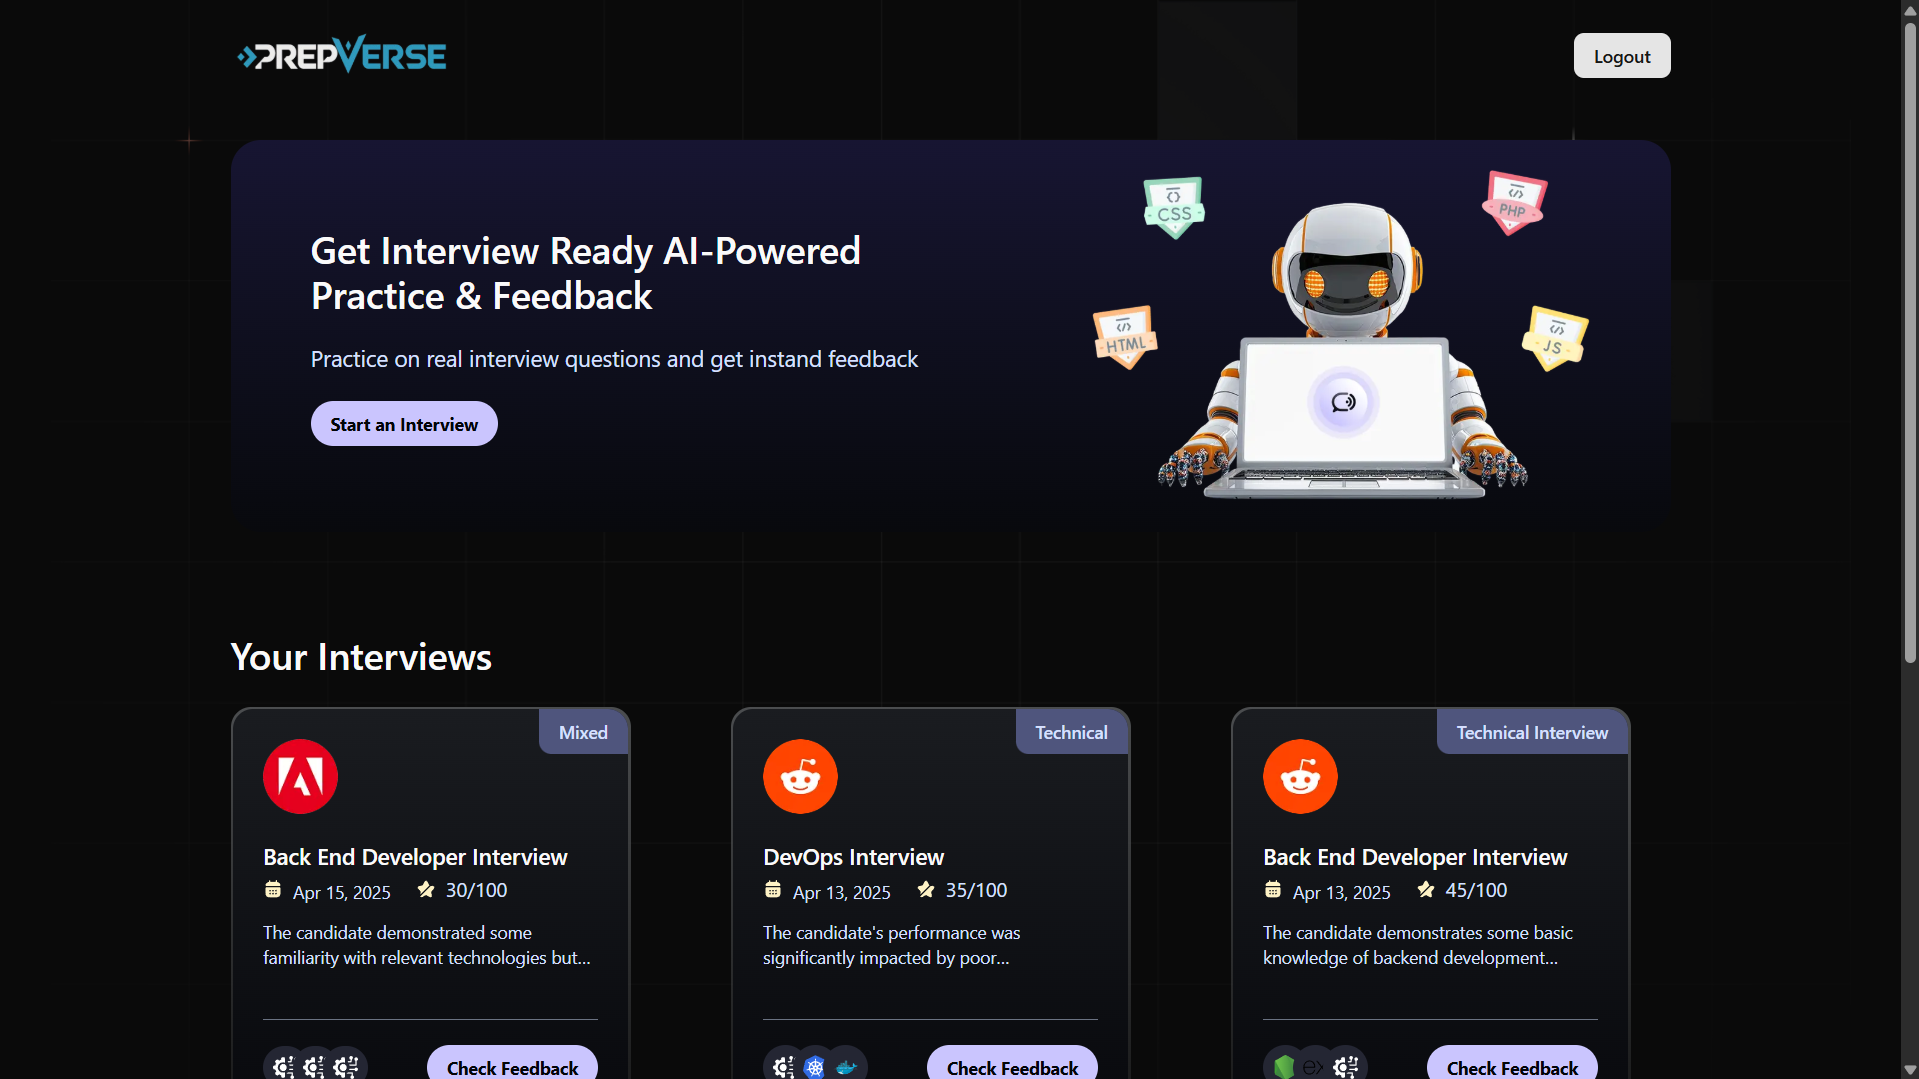 PREPVERSE
Logout
Get Interview Ready AI-Powered
Practice & Feedback
Practice on real interview questions and get instand feedback
Start an Interview
CSS
PHP
HTML
JS
Your Interviews
Mixed
Back End Developer Interview
Apr 15, 2025 30/100
The candidate demonstrated some
familiarity with relevant technologies but...
Check Feedback
Technical
DevOps Interview
Apr 13, 2025 35/100
The candidate's performance was
significantly impacted by poor...
Check Feedback
Technical Interview
Back End Developer Interview
Apr 13, 2025 45/100
The candidate demonstrates some basic
knowledge of backend development...
ex
Check Feedback